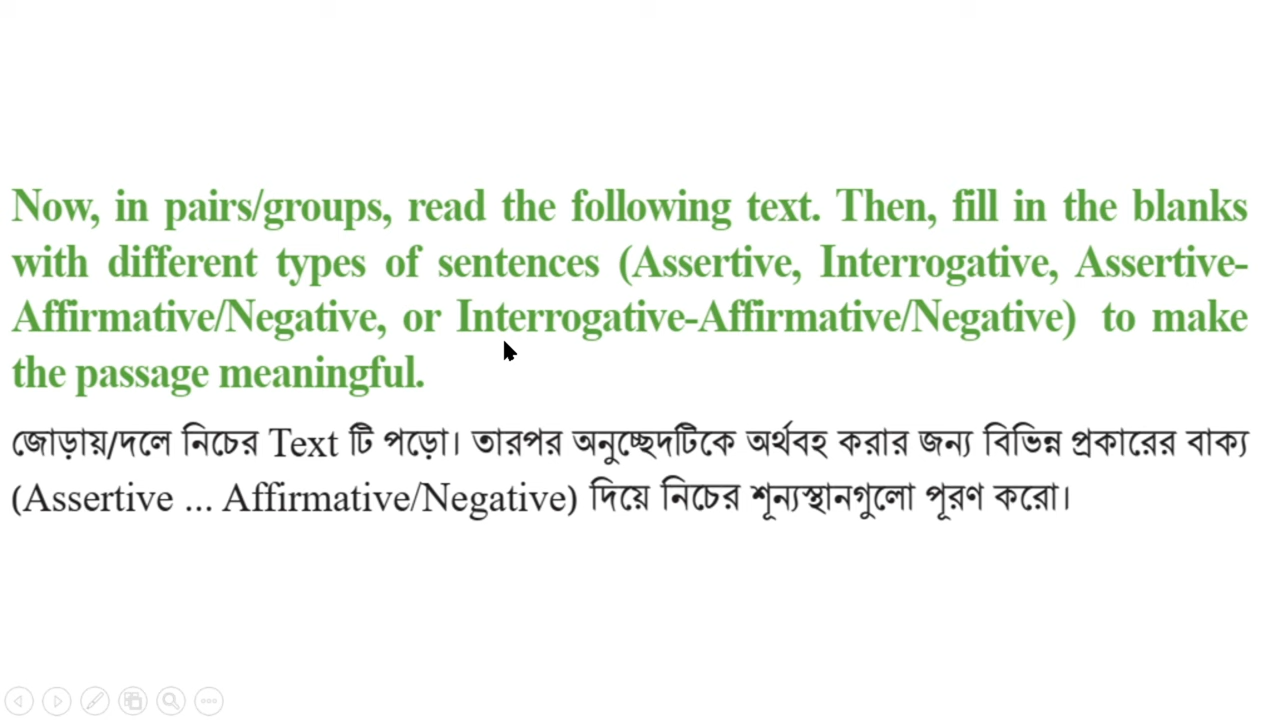 Now, in pairs/groups, read the following text. Then, fill in the blanks
with different types of sentences (Assertive, Interrogative, Assertive-
Affirmative/Negative, or Interrogative-Affirmative/Negative) to make
the passage meaningful.
জোড়ায়/দলে নিচের Text টি পড়ো। তারপর অনুচ্ছেদটিকে অর্থবহ করার জন্য বিভিন্ন প্রকারের বাক্য
(Assertive ... Affirmative/Negative) দিয়ে নিচের শূন্যস্থানগুলো পূরণ করো।